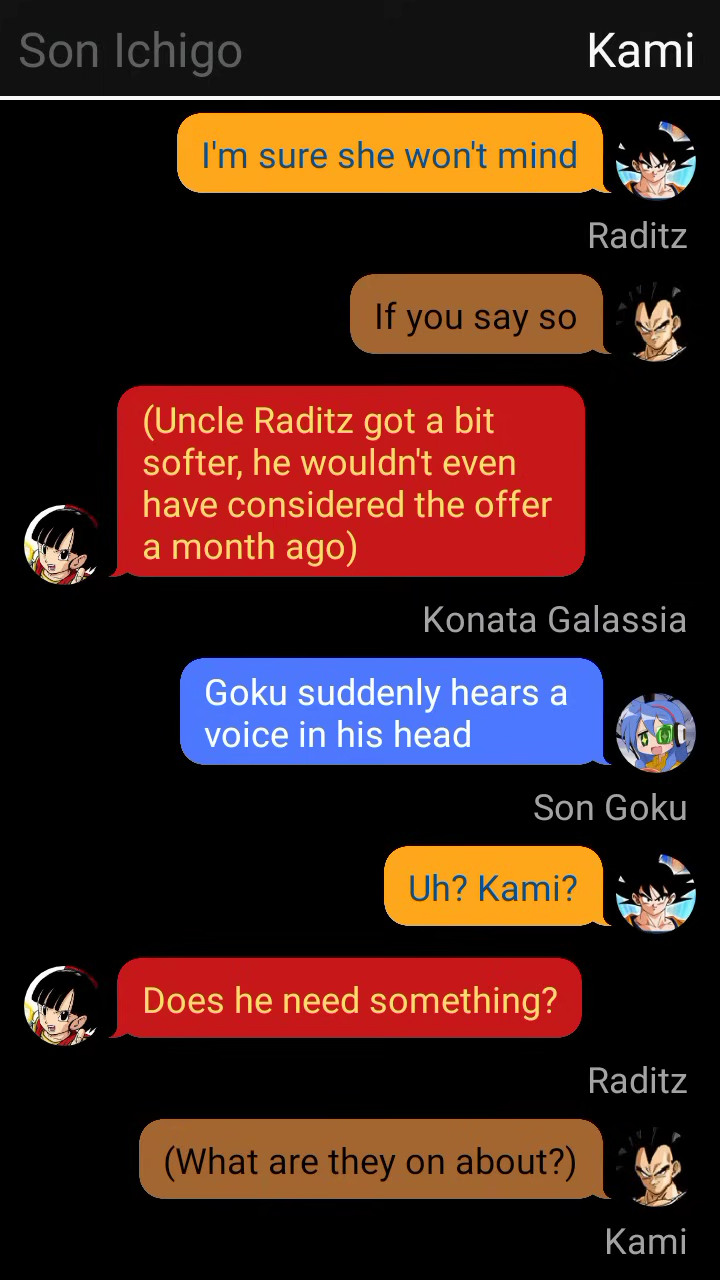 Son Ichigo
Kami
I'm sure she won't mind
Raditz
If you say so
(Uncle Raditz got a bit
softer, he wouldn't even
have considered the offer
a month ago)
Konata Galassia
Goku suddenly hears a
voice in his head
Son Goku
Uh? Kami?
Does he need something?
Raditz
(What are they on about?)
Kami